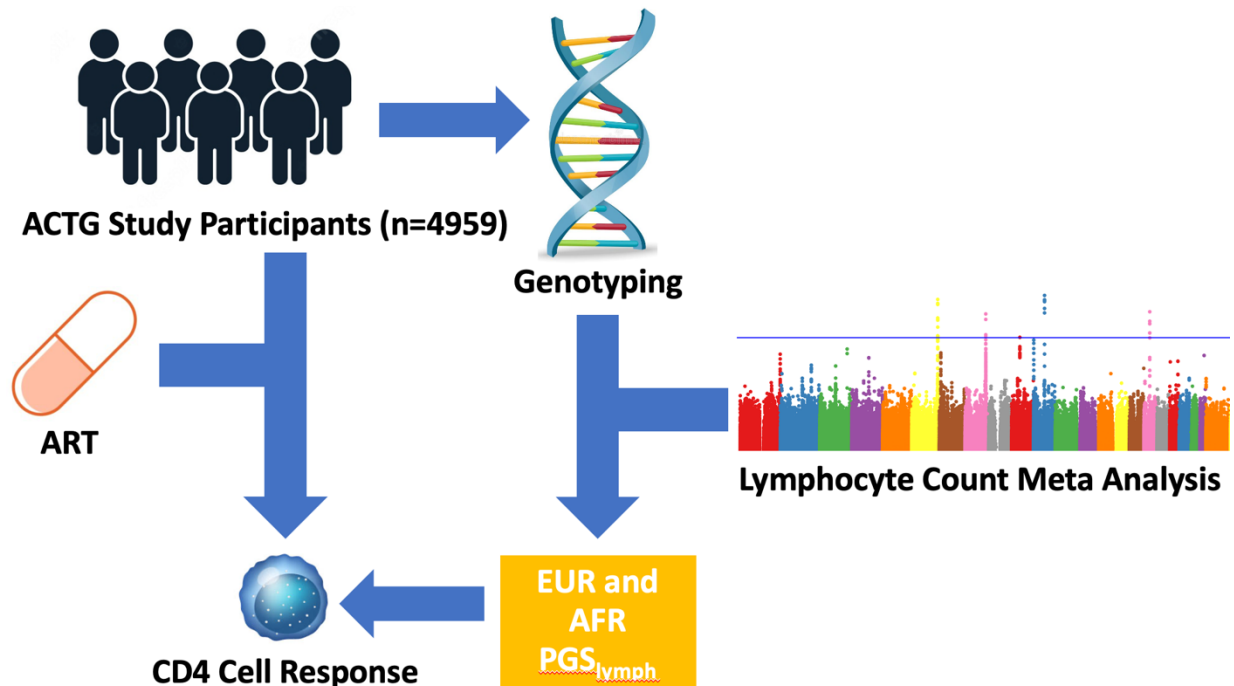 ACTG Study Participants (n=4959)
Genotyping
ART
Lymphocyte Count Meta Analysis
EUR and
AFR
PGSlymph
CD4 Cell Response